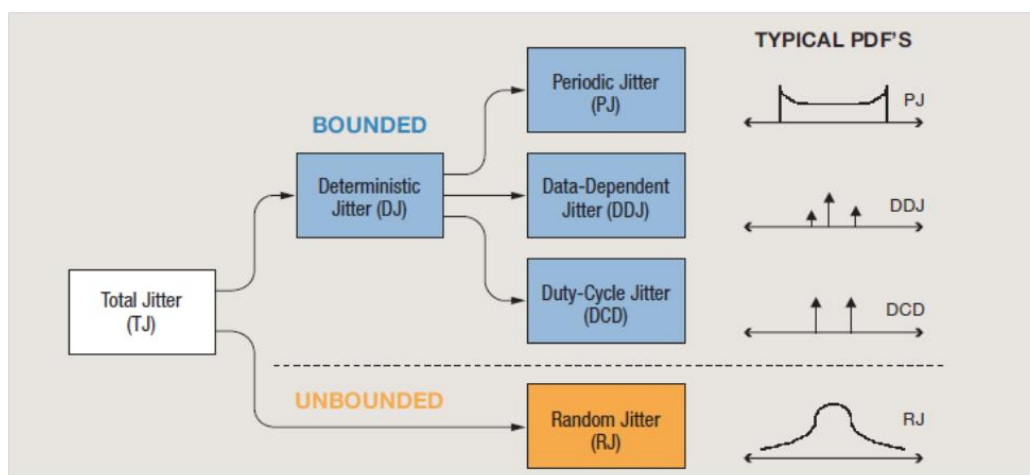 TYPICAL PDF'S
Periodic Jitter
(PJ)
PJ
BOUNDED
Deterministic
Jitter (DJ)
Data-Dependent
Jitter (DDJ)
DDJ
Total Jitter
(TJ)
Duty-Cycle Jitter
(DCD)
DCD
UNBOUNDED
Random Jitter
(RJ)
RJ